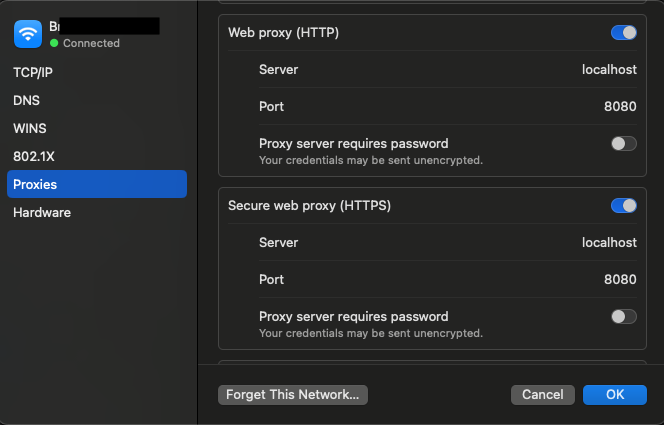 Br
Connected
TCP/IP
DNS
WINS
802.1X
Proxies
Hardware
Web proxy (HTTP)
Server localhost
Port 8080
Proxy server requires password
Your credentials may be sent unencrypted.
Secure web proxy (HTTPS)
Server localhost
Port 8080
Proxy server requires password
Your credentials may be sent unencrypted.
Forget This Network...
Cancel
OK